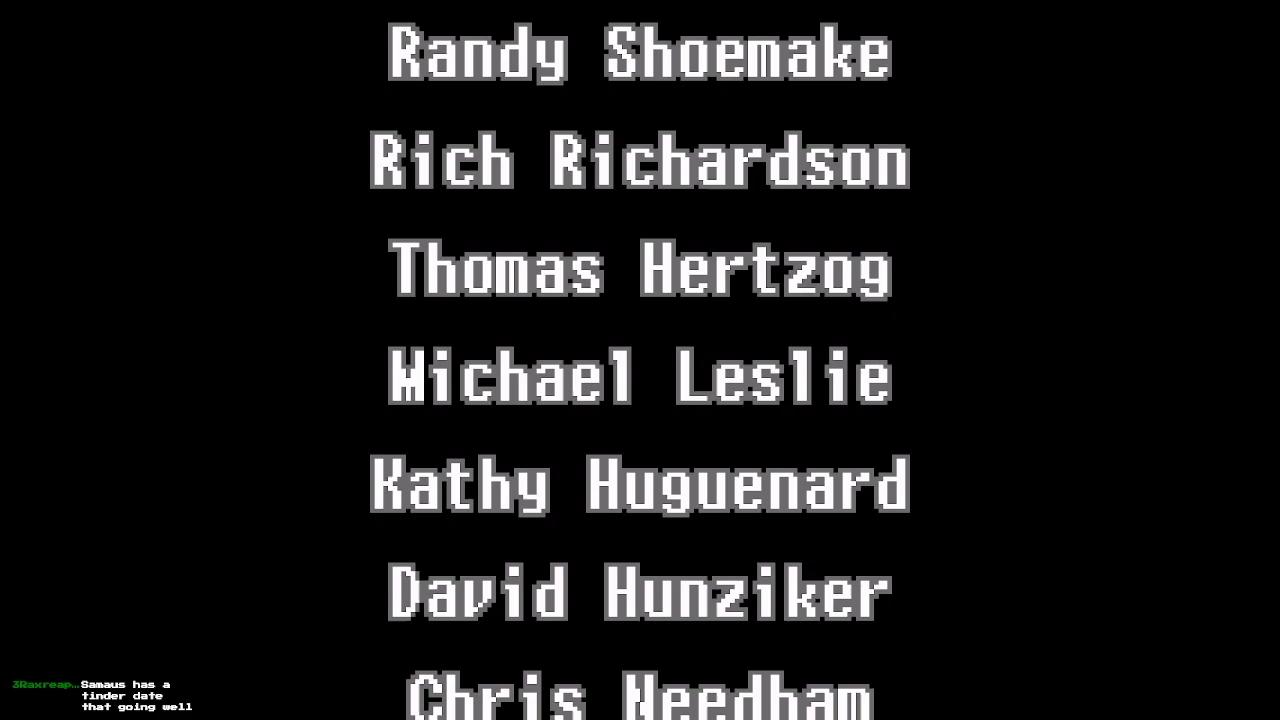 Randy Shoemake
Rich Richardson
Thomas Hertzog
Michael Leslie
Kathy Huguenard
David Hunziker
Chris Needham
3Raxreap…Samaus has a
tinder date
that going well